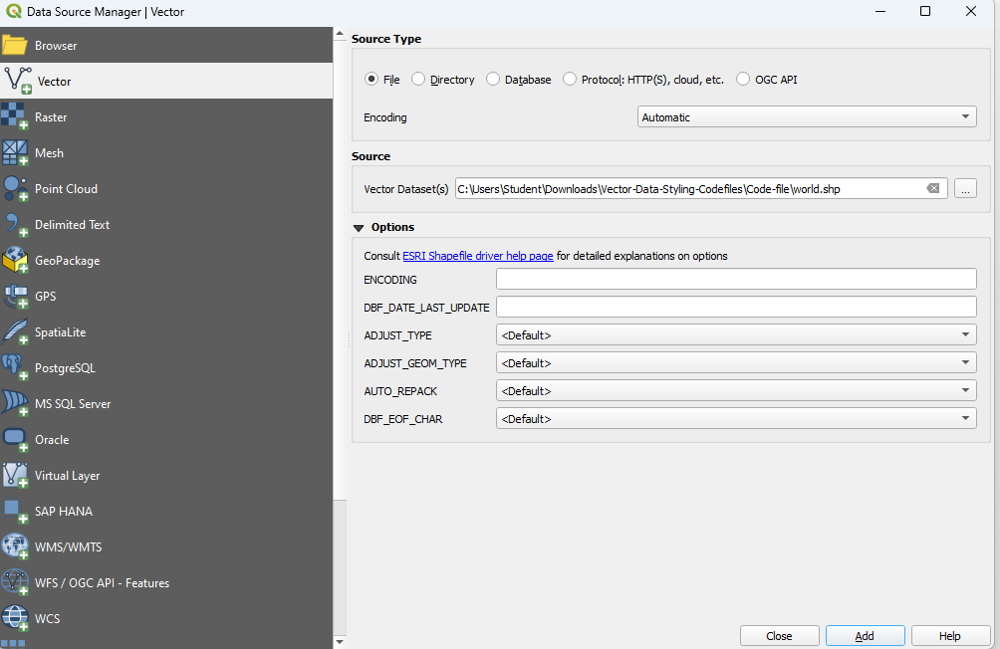 Data Source Manager | Vector
Browser
Vector
Raster
Mesh
Point Cloud
Delimited Text
GeoPackage
GPS
SpatiaLite
PostgreSQL
MS SQL Server
Oracle
Virtual Layer
SAP HANA
WMS/WMTS
WFS / OGC API - Features
WCS
Source Type
File Directory Database Protocol: HTTP(S), cloud, etc. OGC API
Encoding Automatic
Source
Vector Dataset(s) C:\Users\Student\Downloads\Vector-Data-Styling-Codefiles\Code-file\world.shp ...
Options
Consult ESRI Shapefile driver help page for detailed explanations on options
ENCODING
DBF_DATE_LAST_UPDATE
ADJUST_TYPE <Default>
ADJUST_GEOM_TYPE <Default>
AUTO_REPACK <Default>
DBF_EOF_CHAR <Default>
Close Add Help